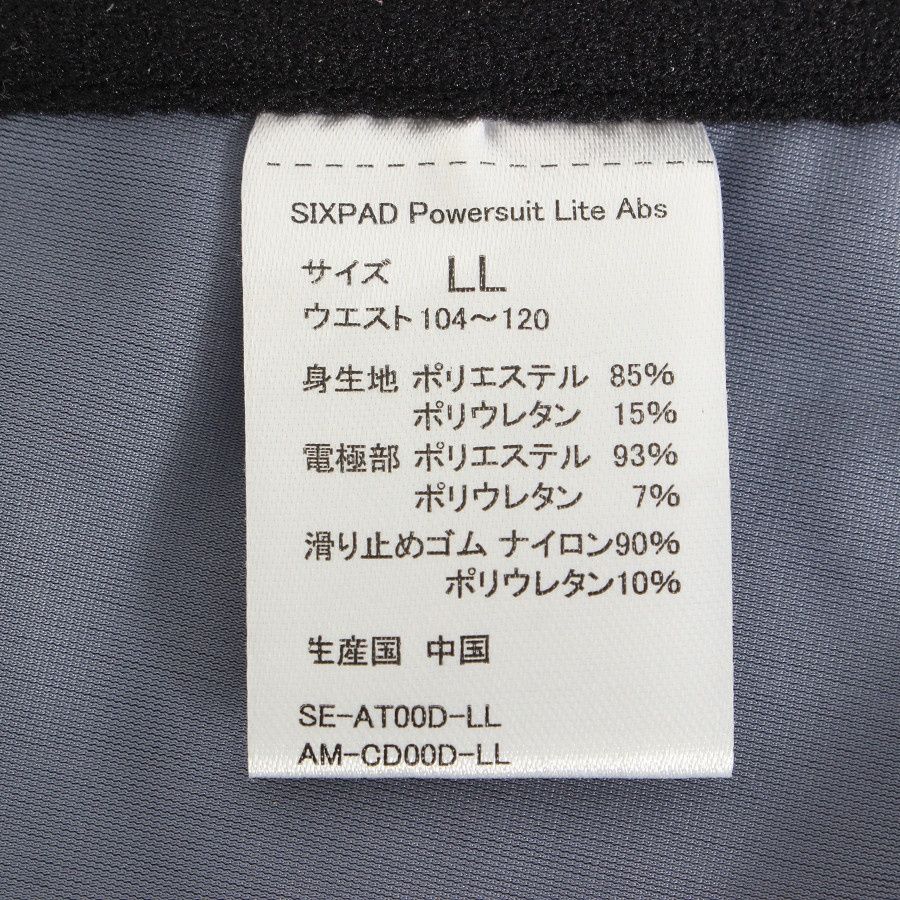 SIXPAD Powersuit Lite Abs
サイズ LL
ウエスト 104～120
身生地 ポリエステル 85%
ポリウレタン 15%
電極部 ポリエステル 93%
ポリウレタン 7%
滑り止めゴム ナイロン90%
ポリウレタン10%
生産国 中国
SE-AT00D-LL
AM-CD00D-LL